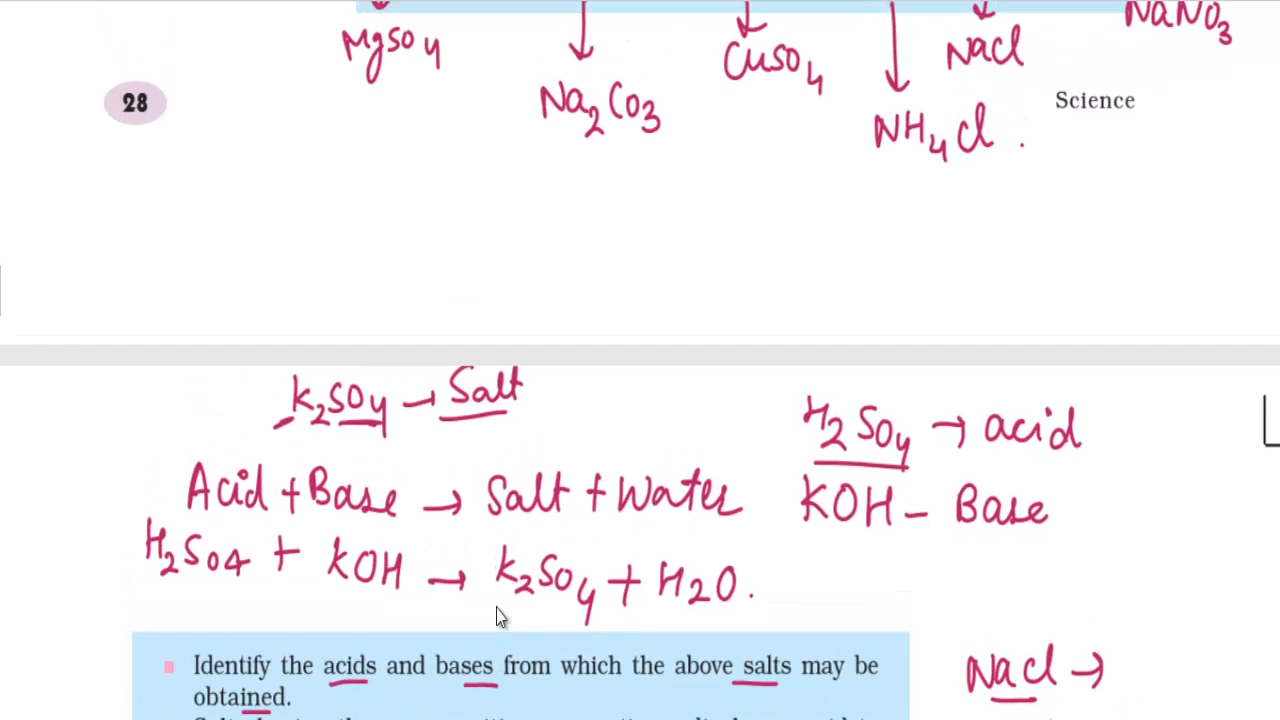 MgSO4 Na2CO3 CuSO4 NH4Cl . NaCl NaNO3
28 Science
K2SO4 → Salt H2SO4 → acid
Acid + Base → Salt + Water KOH - Base
H2SO4 + KOH → K2SO4 + H2O.
Identify the acids and bases from which the above salts may be
obtained.
NaCl →